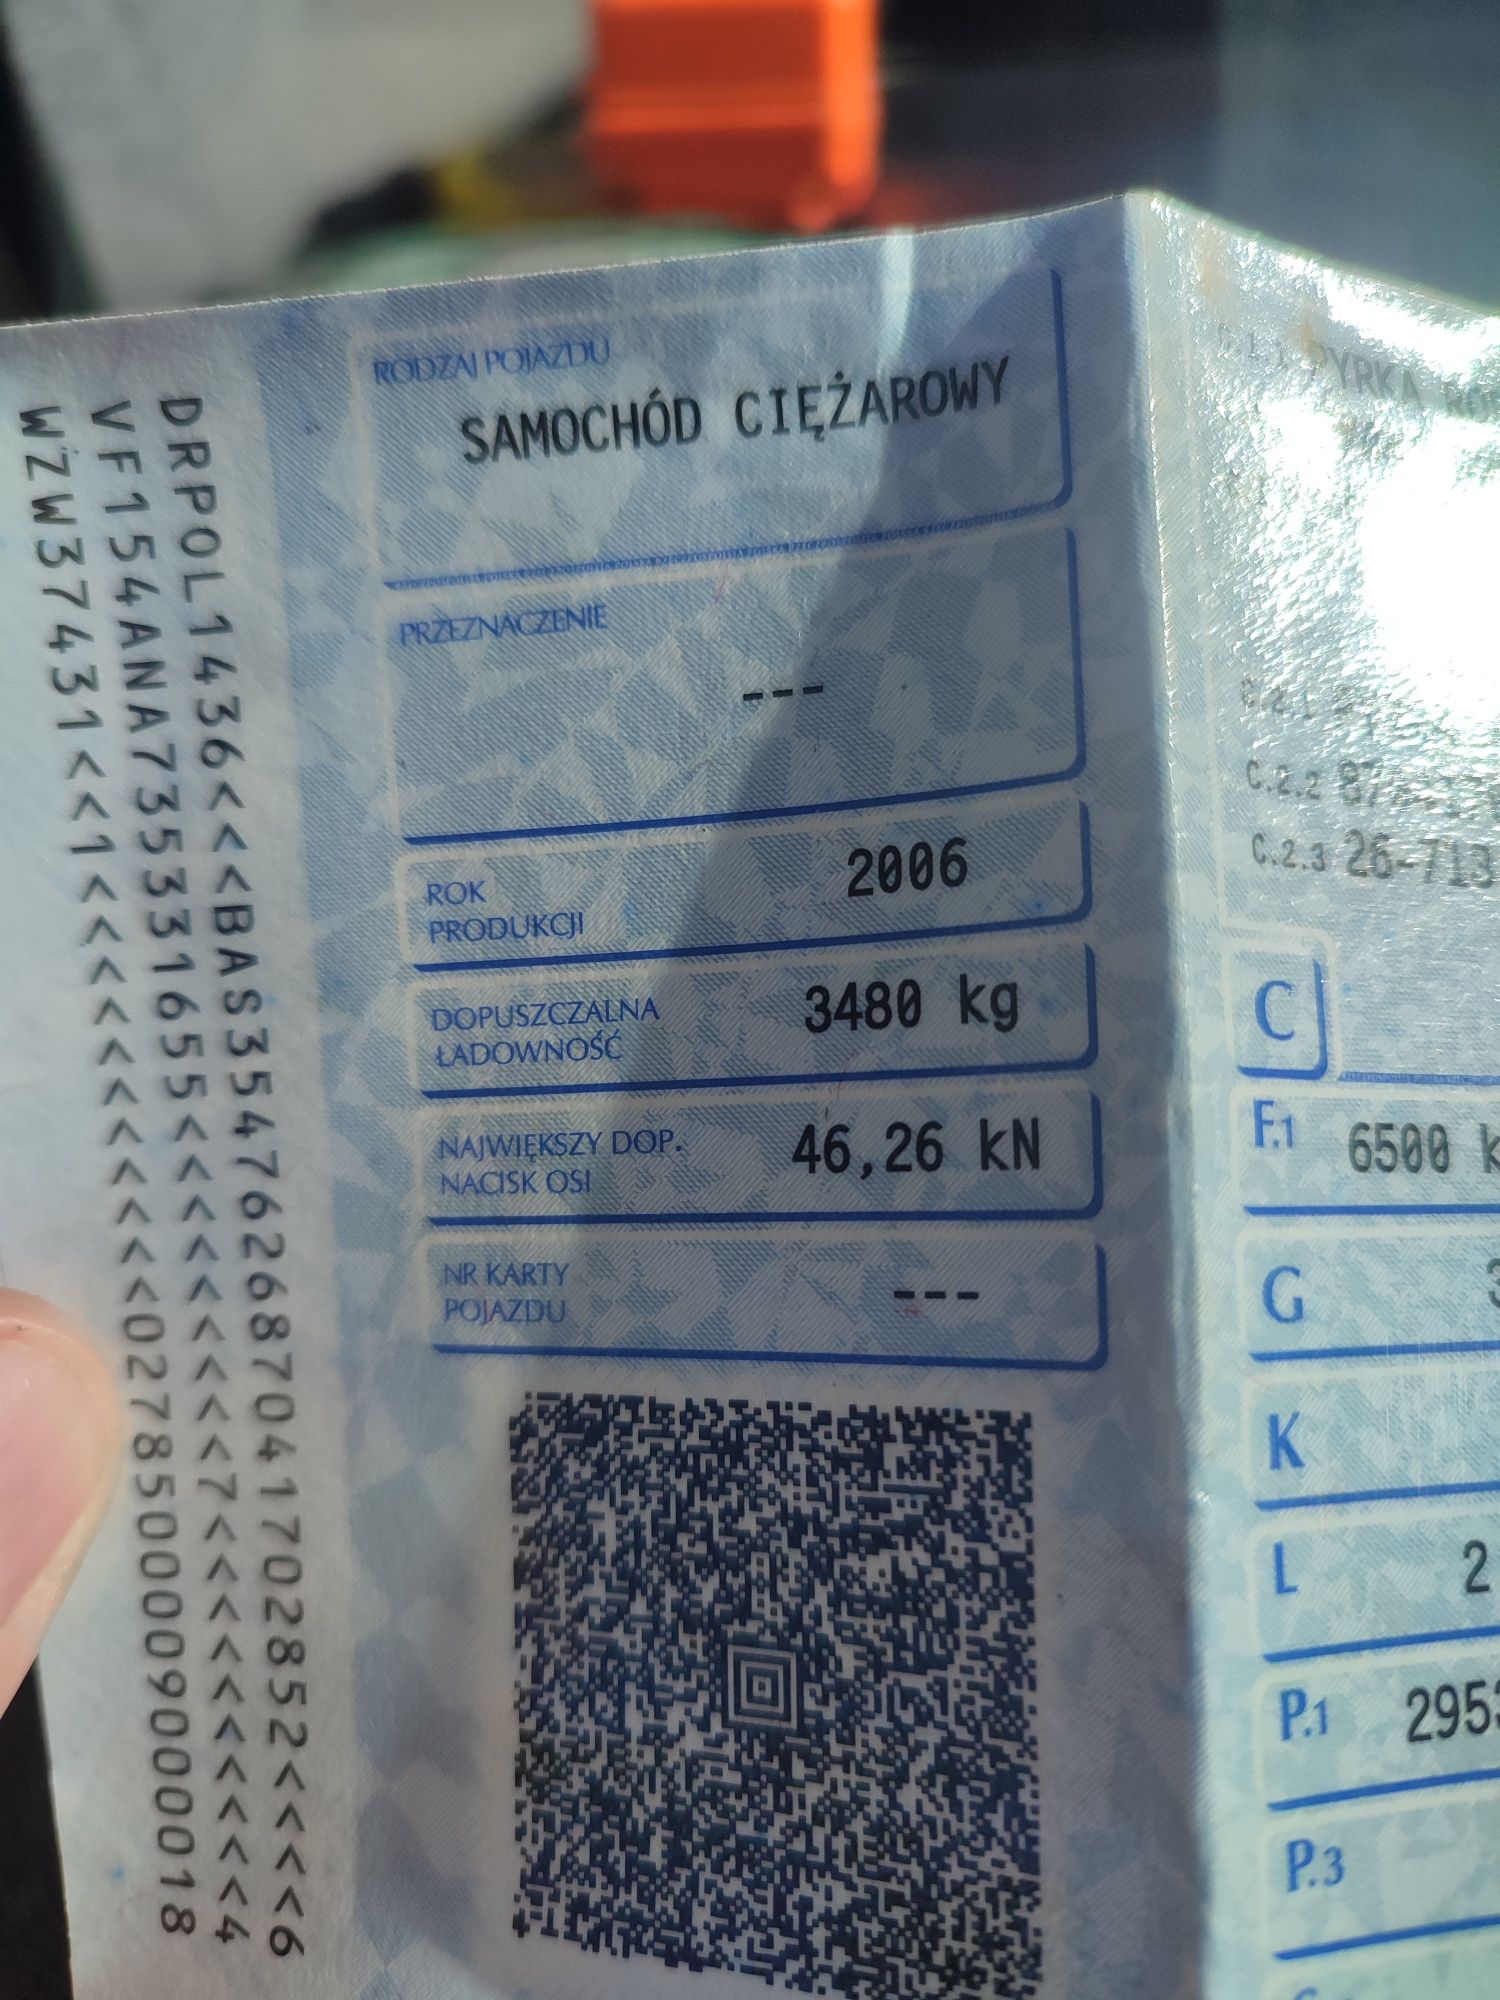 RODZAJ POJAZDU
SAMOCHÓD CIĘŻAROWY
PRZEZNACZENIE
---
ROK
PRODUKCJI
2006
DOPUSZCZALNA
ŁADOWNOŚĆ
3480 kg
NAJWIĘKSZY DOP.
NACISK OSI
46,26 kN
NR KARTY
POJAZDU
---
DRPOL1436<<<BAS354762687041702852<<<<6
VF154ANA735331655<<<<<<<<<7<<<<<<<<<<4
WZW37431<<1<<<<<<<<<<<0278500009000018
PYRKA
C.2.2
C.2.3 26-713
C
F.1 6500
G
K
L 2
P.1
P.3